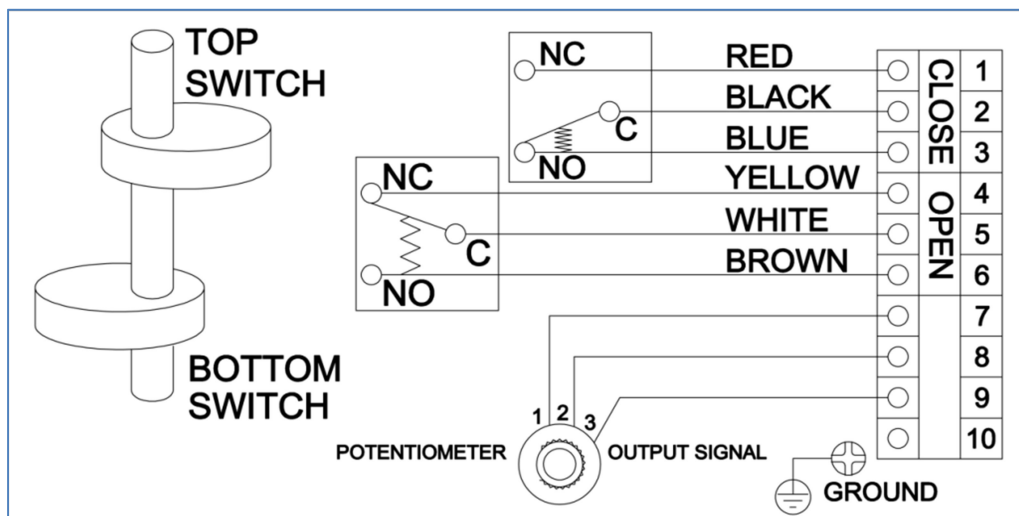 TOP
SWITCH
BOTTOM
SWITCH
NC
C
NO
NC
C
NO
RED
BLACK
BLUE
YELLOW
WHITE
BROWN
CLOSE
OPEN
1
2
3
4
5
6
7
8
9
10
1 2 3
POTENTIOMETER
OUTPUT SIGNAL
GROUND